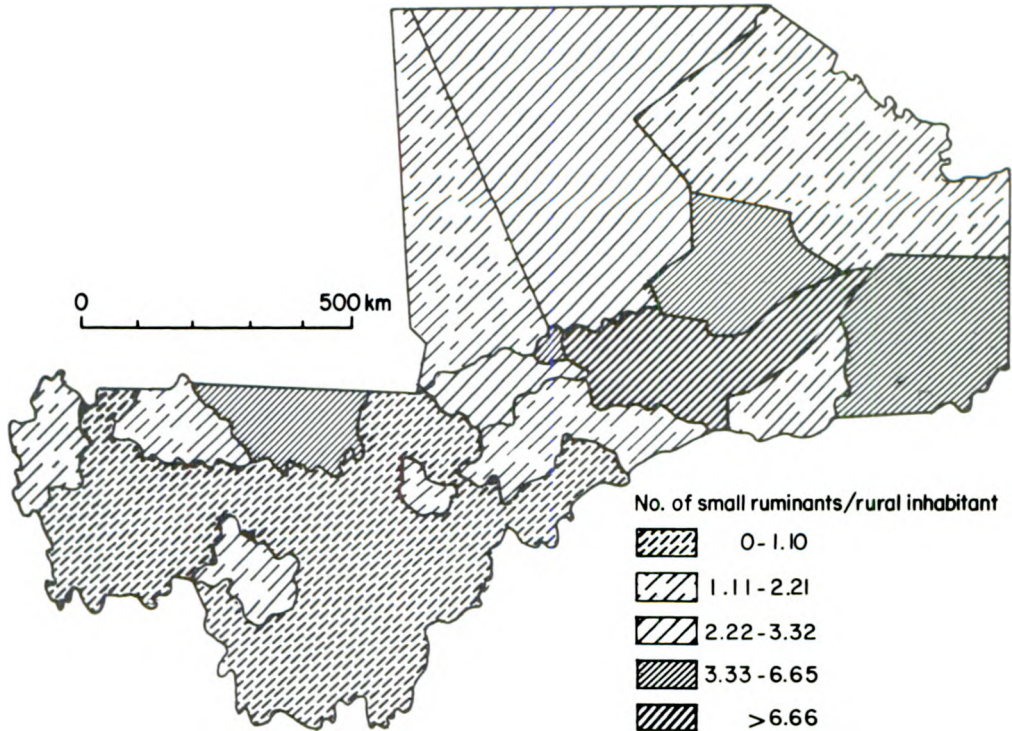 0 500 km
No. of small ruminants/rural inhabitant
0-1.10
1.11-2.21
2.22-3.32
3.33-6.65
>6.66